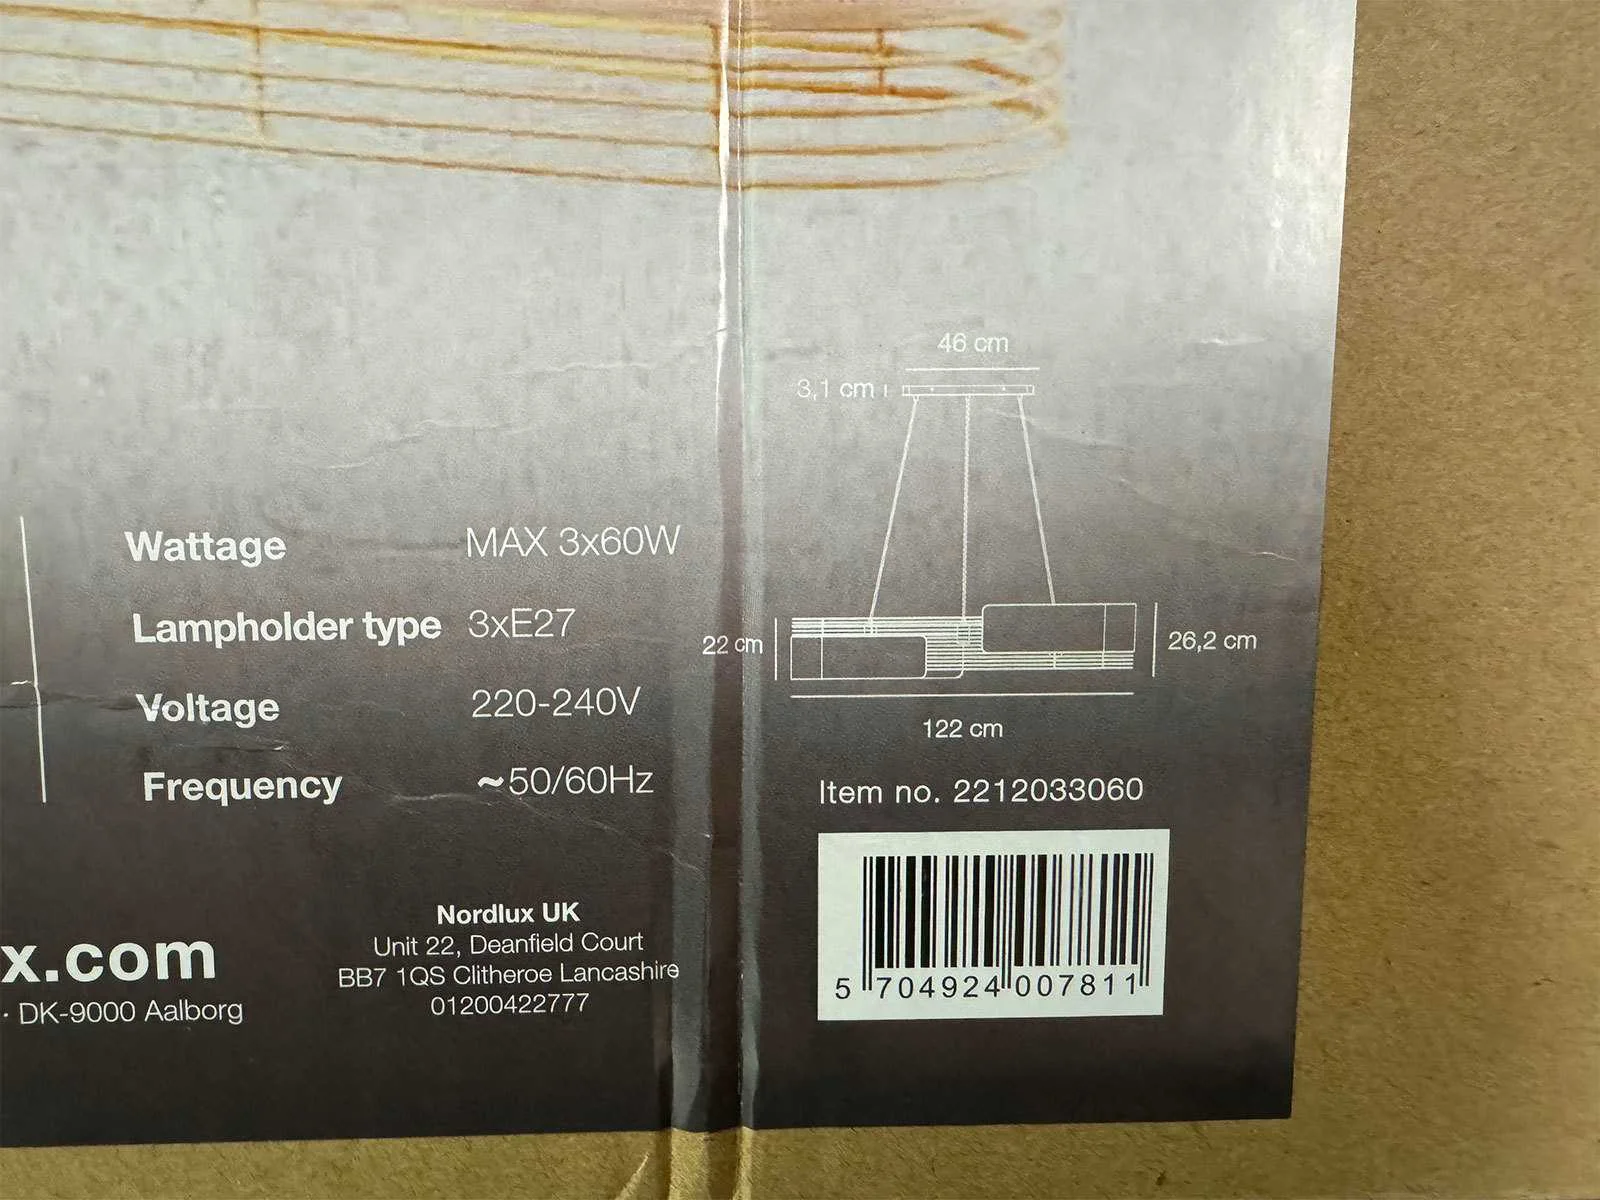 46 cm
3,1 cm
Wattage MAX 3x60W
Lampholder type 3xE27
22 cm
26,2 cm
Voltage 220-240V
122 cm
Frequency ~50/60Hz
Item no. 2212033060
Nordlux UK
Unit 22, Deanfield Court
BB7 1QS Clitheroe Lancashire
01200422777
x.com
· DK-9000 Aalborg
5 704924 007811